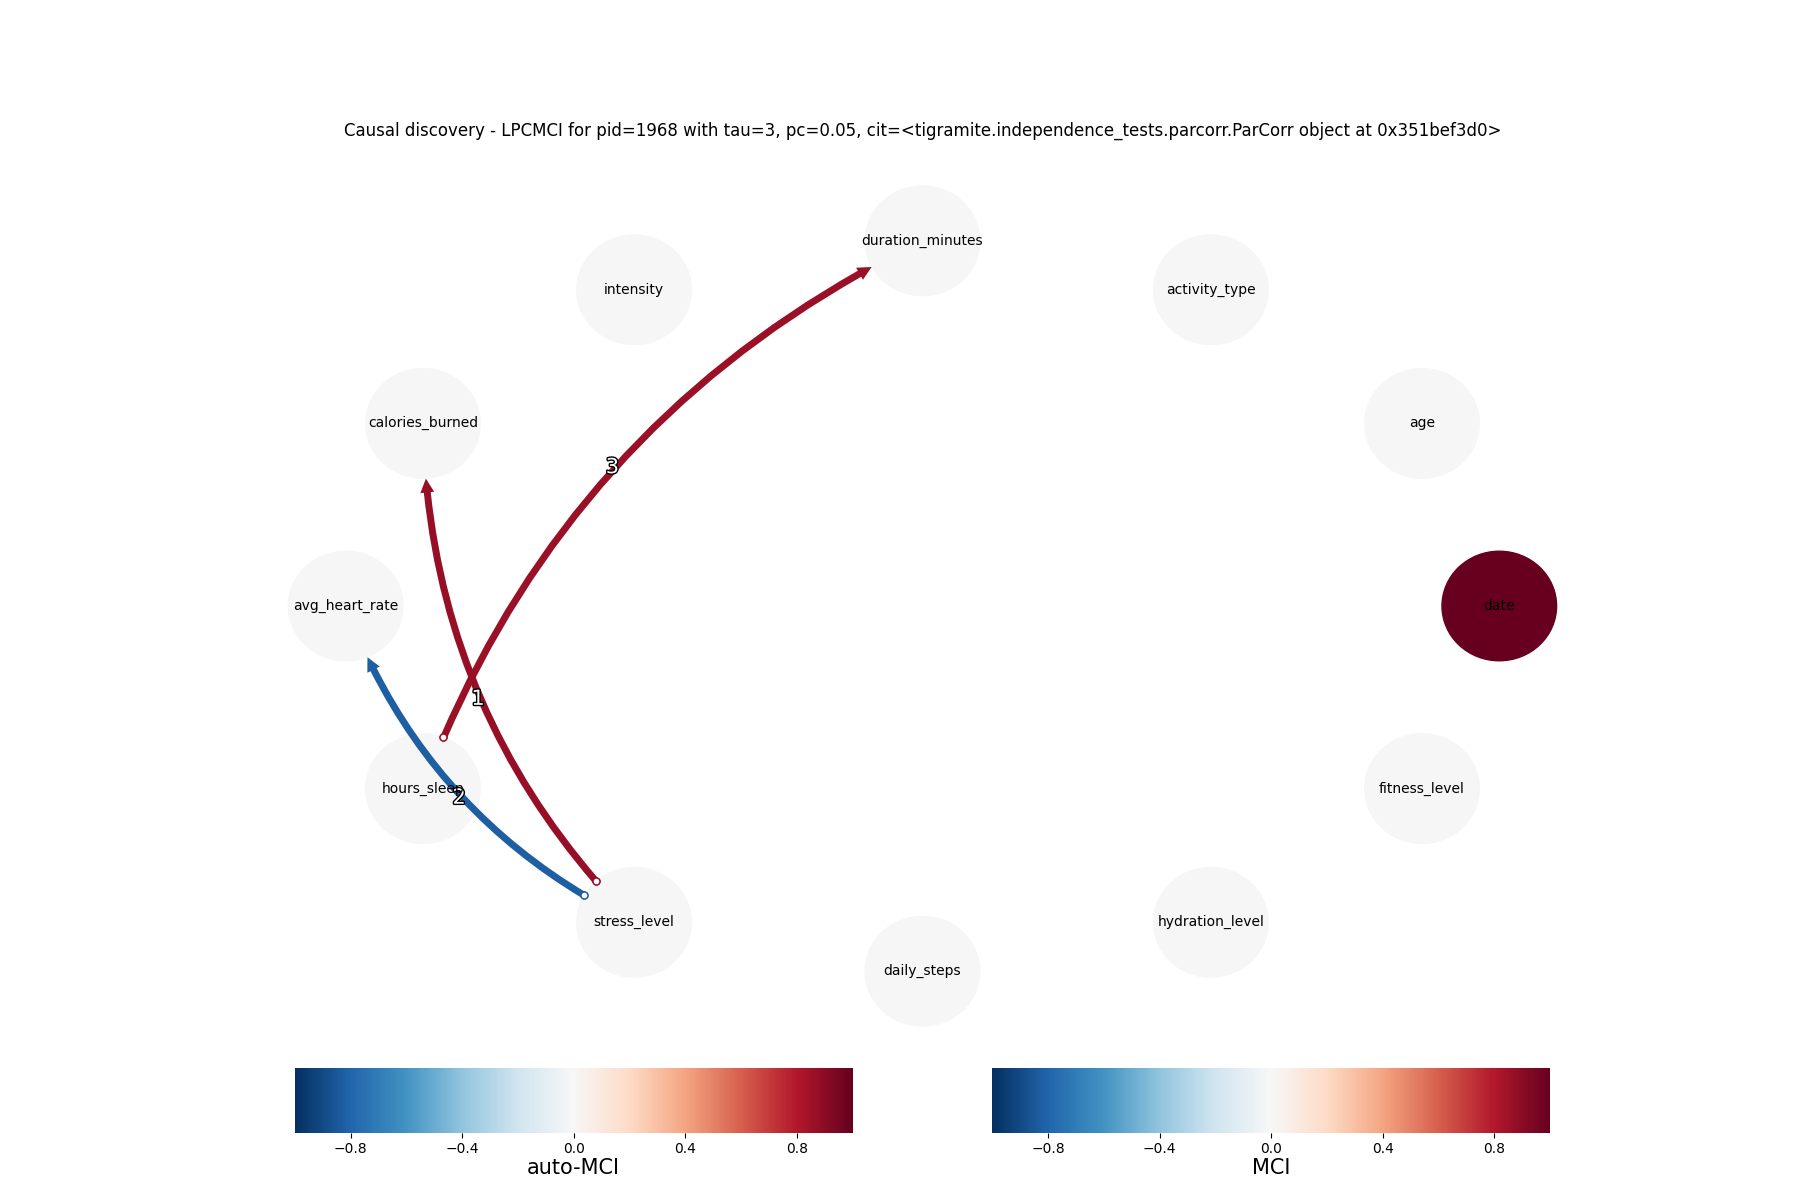 Causal discovery - LPCMCI for pid=1968 with tau=3, pc=0.05, cit=<tigramite.independence_tests.parcorr.ParCorr object at 0x351bef3d0>
duration_minutes
intensity
activity_type
calories_burned
age
3
avg_heart_rate
date
1
hours_sleep
2
fitness_level
stress_level
hydration_level
daily_steps
−0.8 −0.4 0.0 0.4 0.8
auto-MCI
−0.8 −0.4 0.0 0.4 0.8
MCI